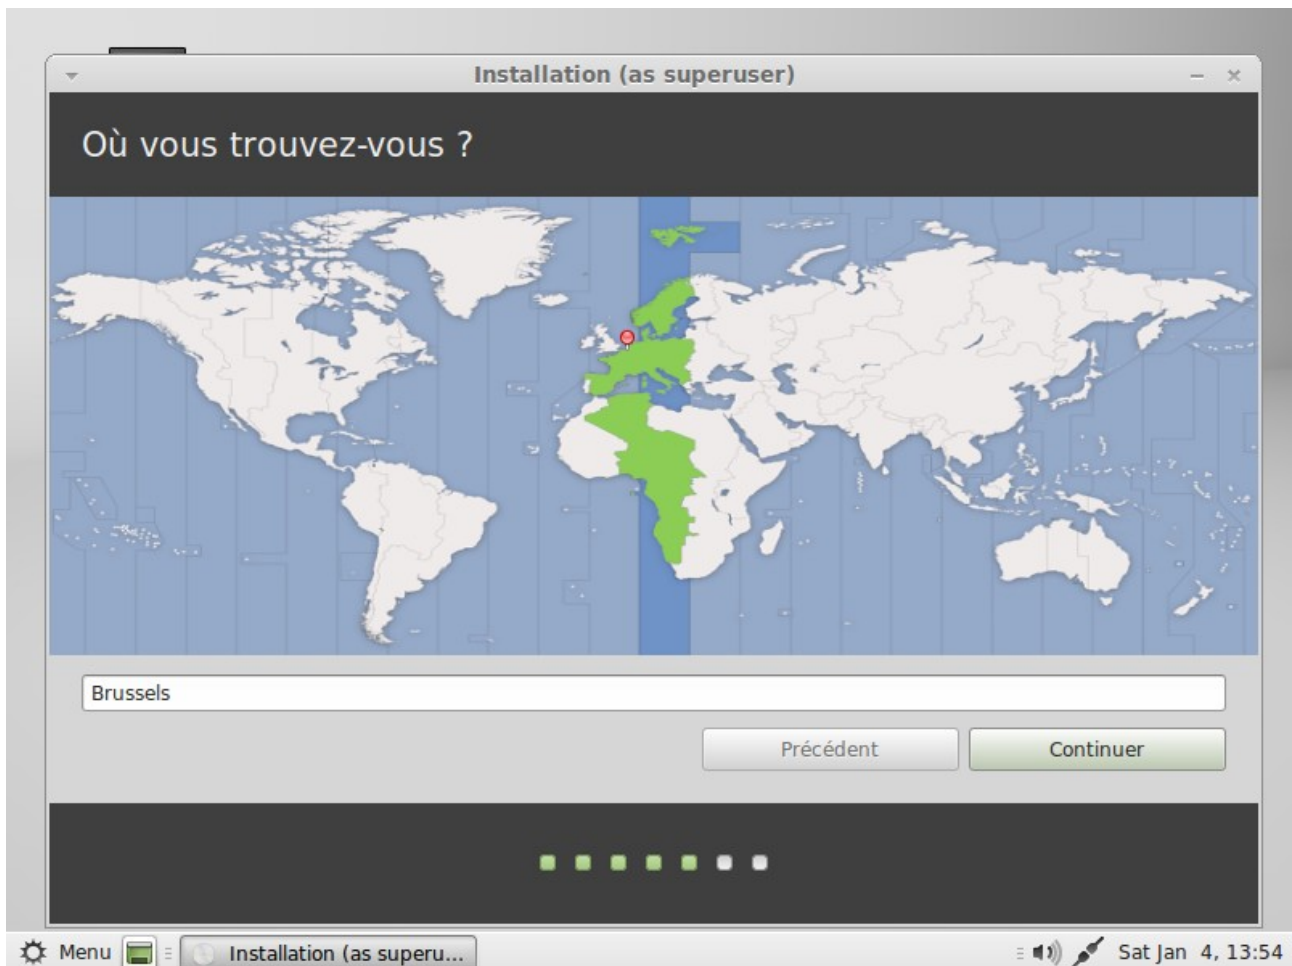 Installation (as superuser)
Où vous trouvez-vous ?
Brussels
Précédent
Continuer
Menu
Installation (as superu...
Sat Jan 4, 13:54